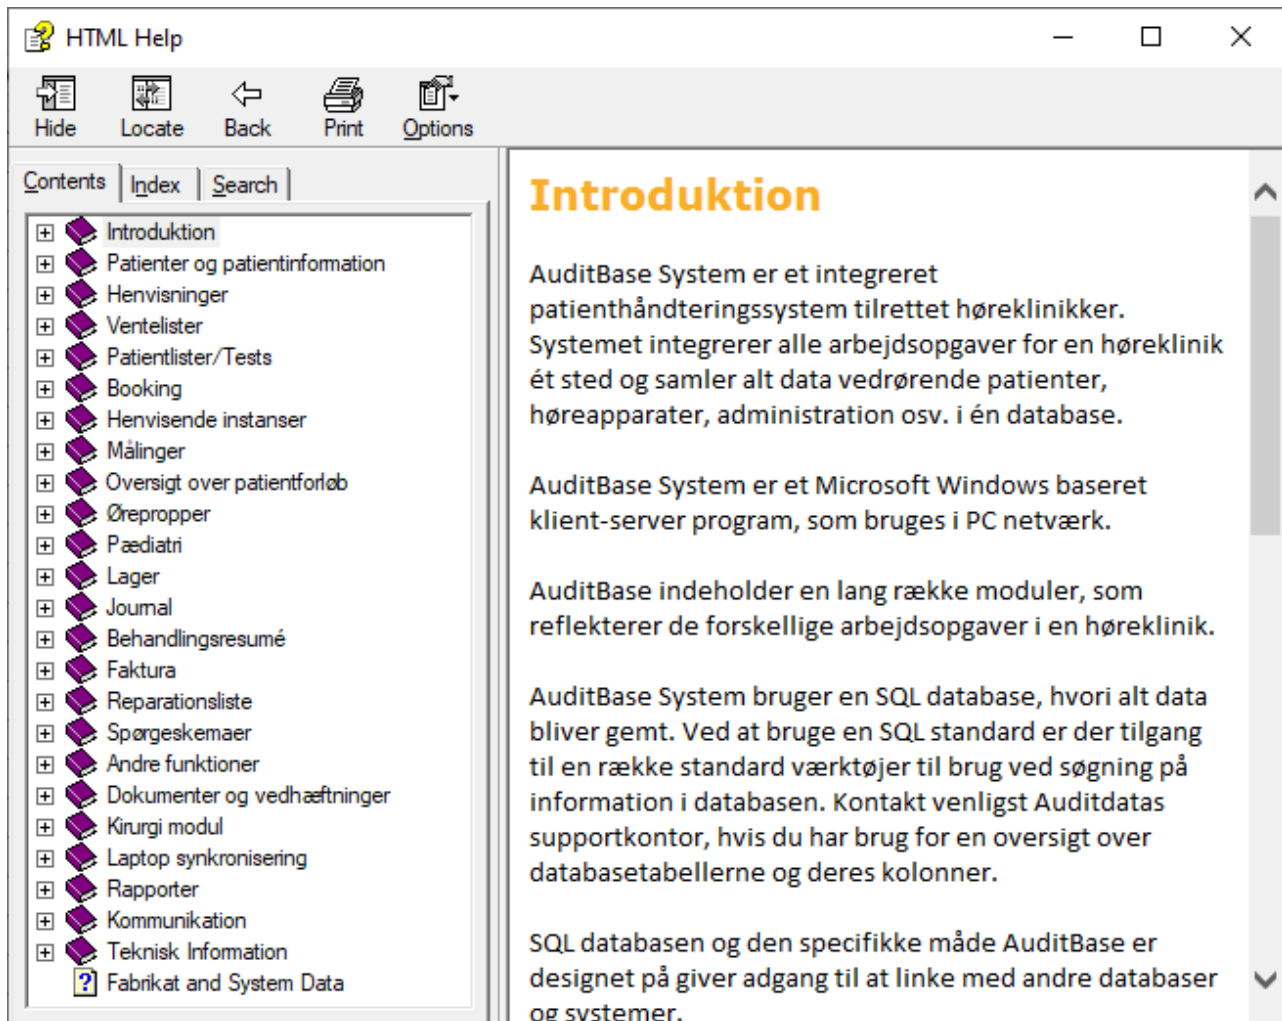 HTML Help
Hide Locate Back Print Options
Contents Index Search
Introduktion
Patienter og patientinformation
Henvisninger
Ventelister
Patientlister/Tests
Booking
Henvisende instanser
Målinger
Oversigt over patientforløb
Ørepropper
Pædiatri
Lager
Journal
Behandlingsresumé
Faktura
Reparationsliste
Spørgeskemaer
Andre funktioner
Dokumenter og vedhæftninger
Kirurgi modul
Laptop synkronisering
Rapporter
Kommunikation
Teknisk Information
Fabrikat and System Data
Introduktion
AuditBase System er et integreret
patienthåndteringssystem tilrettet høreklinikker.
Systemet integrerer alle arbejdsopgaver for en høreklinik
ét sted og samler alt data vedrørende patienter,
høreapparater, administration osv. i én database.
AuditBase System er et Microsoft Windows baseret
klient-server program, som bruges i PC netværk.
AuditBase indeholder en lang række moduler, som
reflekterer de forskellige arbejdsopgaver i en høreklinik.
AuditBase System bruger en SQL database, hvori alt data
bliver gemt. Ved at bruge en SQL standard er der tilgang
til en række standard værktøjer til brug ved søgning på
information i databasen. Kontakt venligst Auditdatas
supportkontor, hvis du har brug for en oversigt over
databasetabellerne og deres kolonner.
SQL databasen og den specifikke måde AuditBase er
designet på giver adgang til at linke med andre databaser
og systemer.